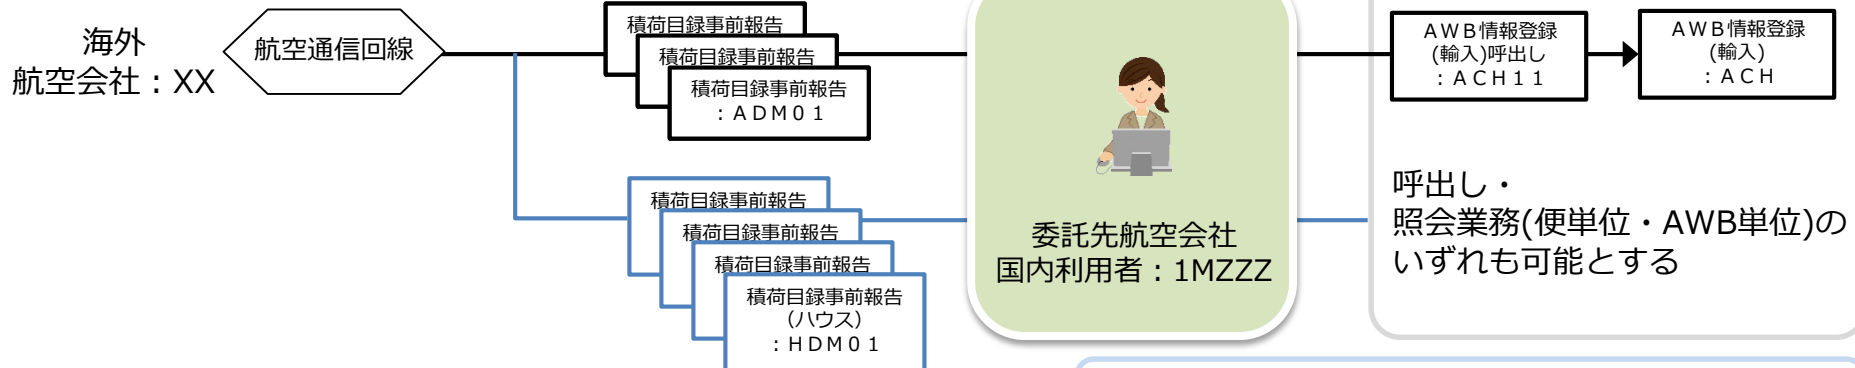 海外
航空会社：XX
航空通信回線
積荷目録事前報告
積荷目録事前報告
積荷目録事前報告
：ＡＤＭ０１
積荷目録事前報告
積荷目録事前報告
積荷目録事前報告
積荷目録事前報告
（ハウス）
：ＨＤＭ０１
委託先航空会社
国内利用者：1MZZZ
ＡＷＢ情報登録
(輸入)呼出し
：ＡＣＨ１１
ＡＷＢ情報登録
(輸入)
：ＡＣＨ
呼出し・
照会業務(便単位・AWB単位)の
いずれも可能とする